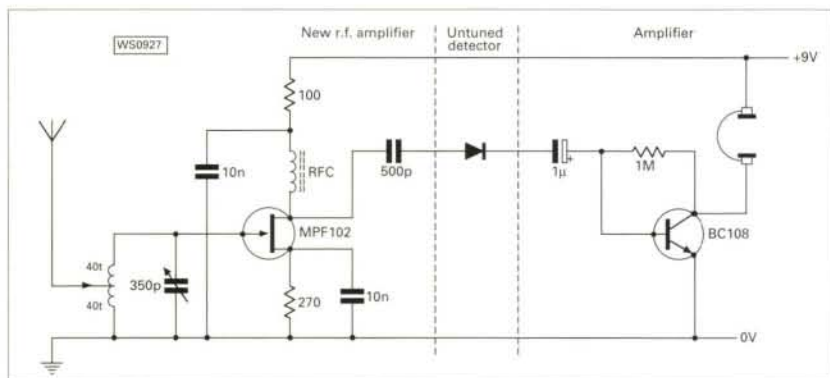 WS0927
New r.f. amplifier
Untuned
detector
Amplifier
+9V
100
10n
RFC
500p
1µ
+
1M
MPF102
BC108
40t
40t
350p
270
10n
0V